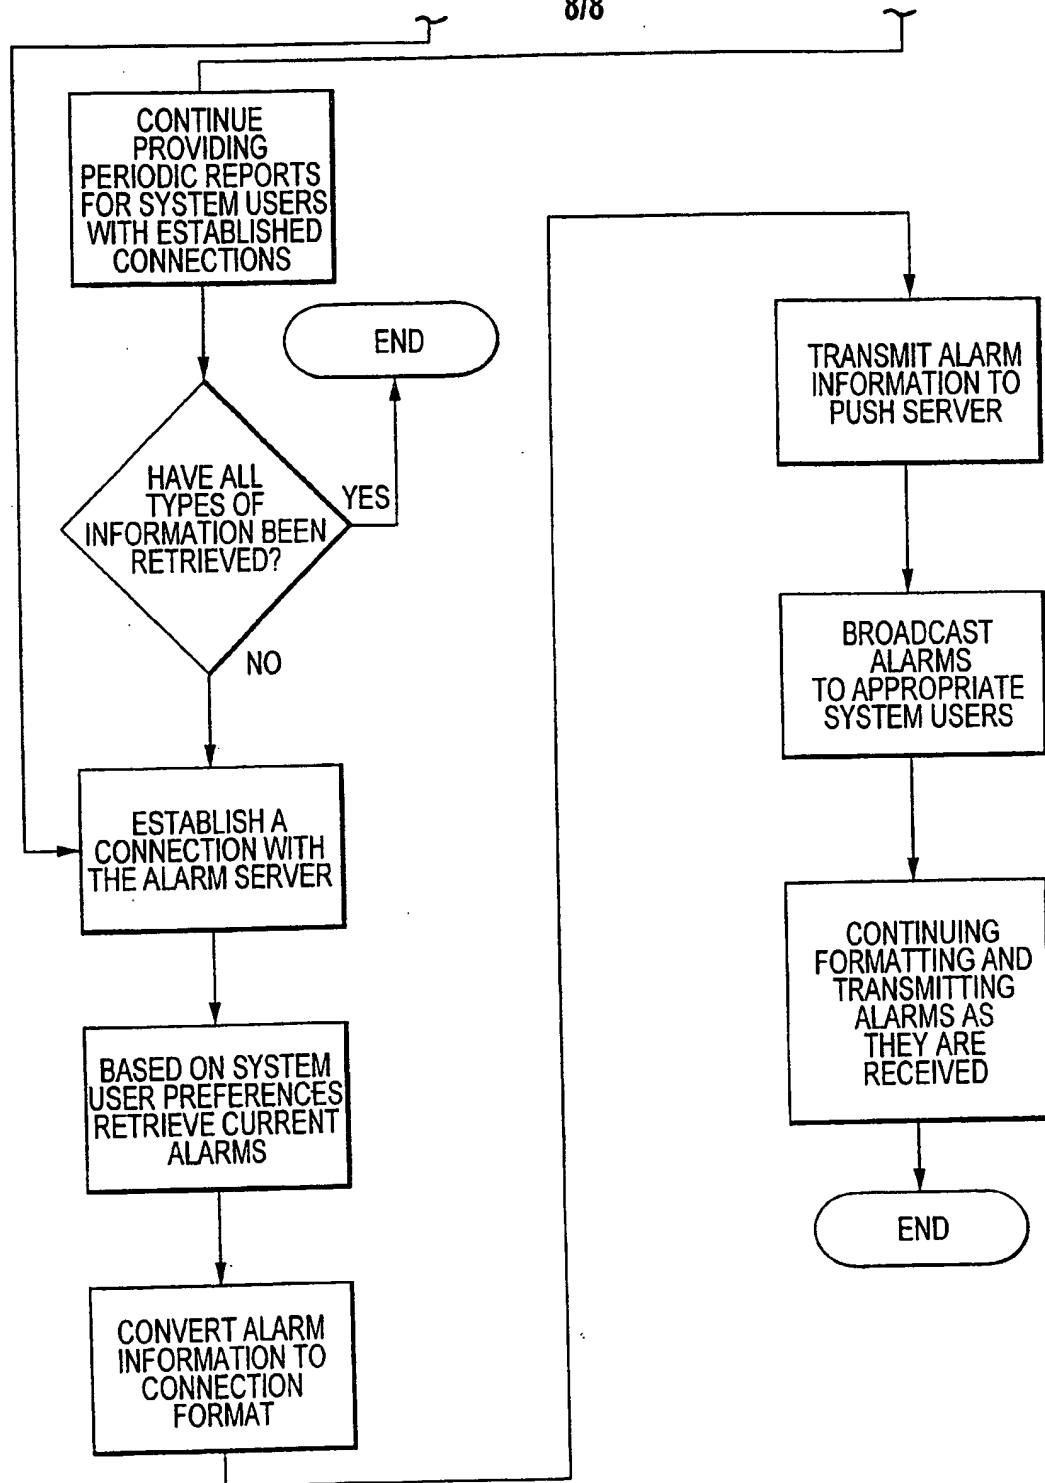 8/8
CONTINUE
PROVIDING
PERIODIC REPORTS
FOR SYSTEM USERS
WITH ESTABLISHED
CONNECTIONS
END
HAVE ALL
TYPES OF
INFORMATION BEEN
RETRIEVED?
YES
NO
ESTABLISH A
CONNECTION WITH
THE ALARM SERVER
BASED ON SYSTEM
USER PREFERENCES
RETRIEVE CURRENT
ALARMS
CONVERT ALARM
INFORMATION TO
CONNECTION
FORMAT
TRANSMIT ALARM
INFORMATION TO
PUSH SERVER
BROADCAST
ALARMS
TO APPROPRIATE
SYSTEM USERS
CONTINUING
FORMATTING AND
TRANSMITTING
ALARMS AS
THEY ARE
RECEIVED
END